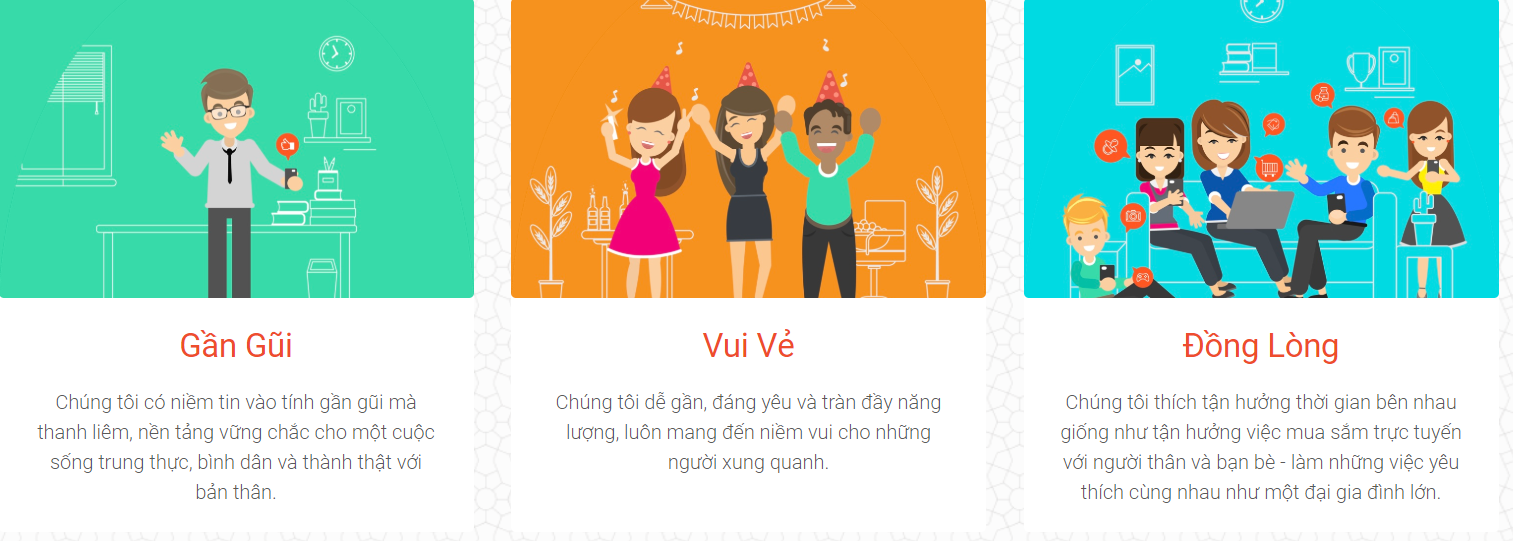 Gần Gũi
Chúng tôi có niềm tin vào tính gần gũi mà
thanh liêm, nền tảng vững chắc cho một cuộc
sống trung thực, bình dân và thành thật với
bản thân.
Vui Vẻ
Chúng tôi dễ gần, đáng yêu và tràn đầy năng
lượng, luôn mang đến niềm vui cho những
người xung quanh.
Đồng Lòng
Chúng tôi thích tận hưởng thời gian bên nhau
giống như tận hưởng việc mua sắm trực tuyến
với người thân và bạn bè - làm những việc yêu
thích cùng nhau như một đại gia đình lớn.